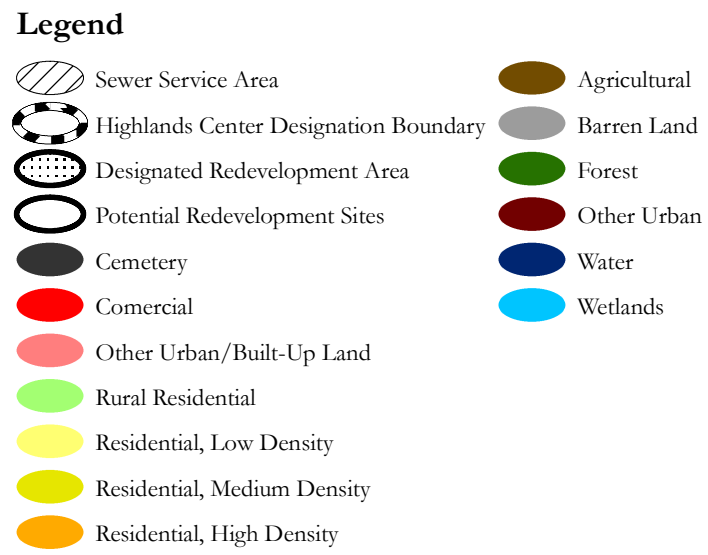 Legend
Sewer Service Area
Highlands Center Designation Boundary
Designated Redevelopment Area
Potential Redevelopment Sites
Cemetery
Comercial
Other Urban/Built-Up Land
Rural Residential
Residential, Low Density
Residential, Medium Density
Residential, High Density
Agricultural
Barren Land
Forest
Other Urban
Water
Wetlands